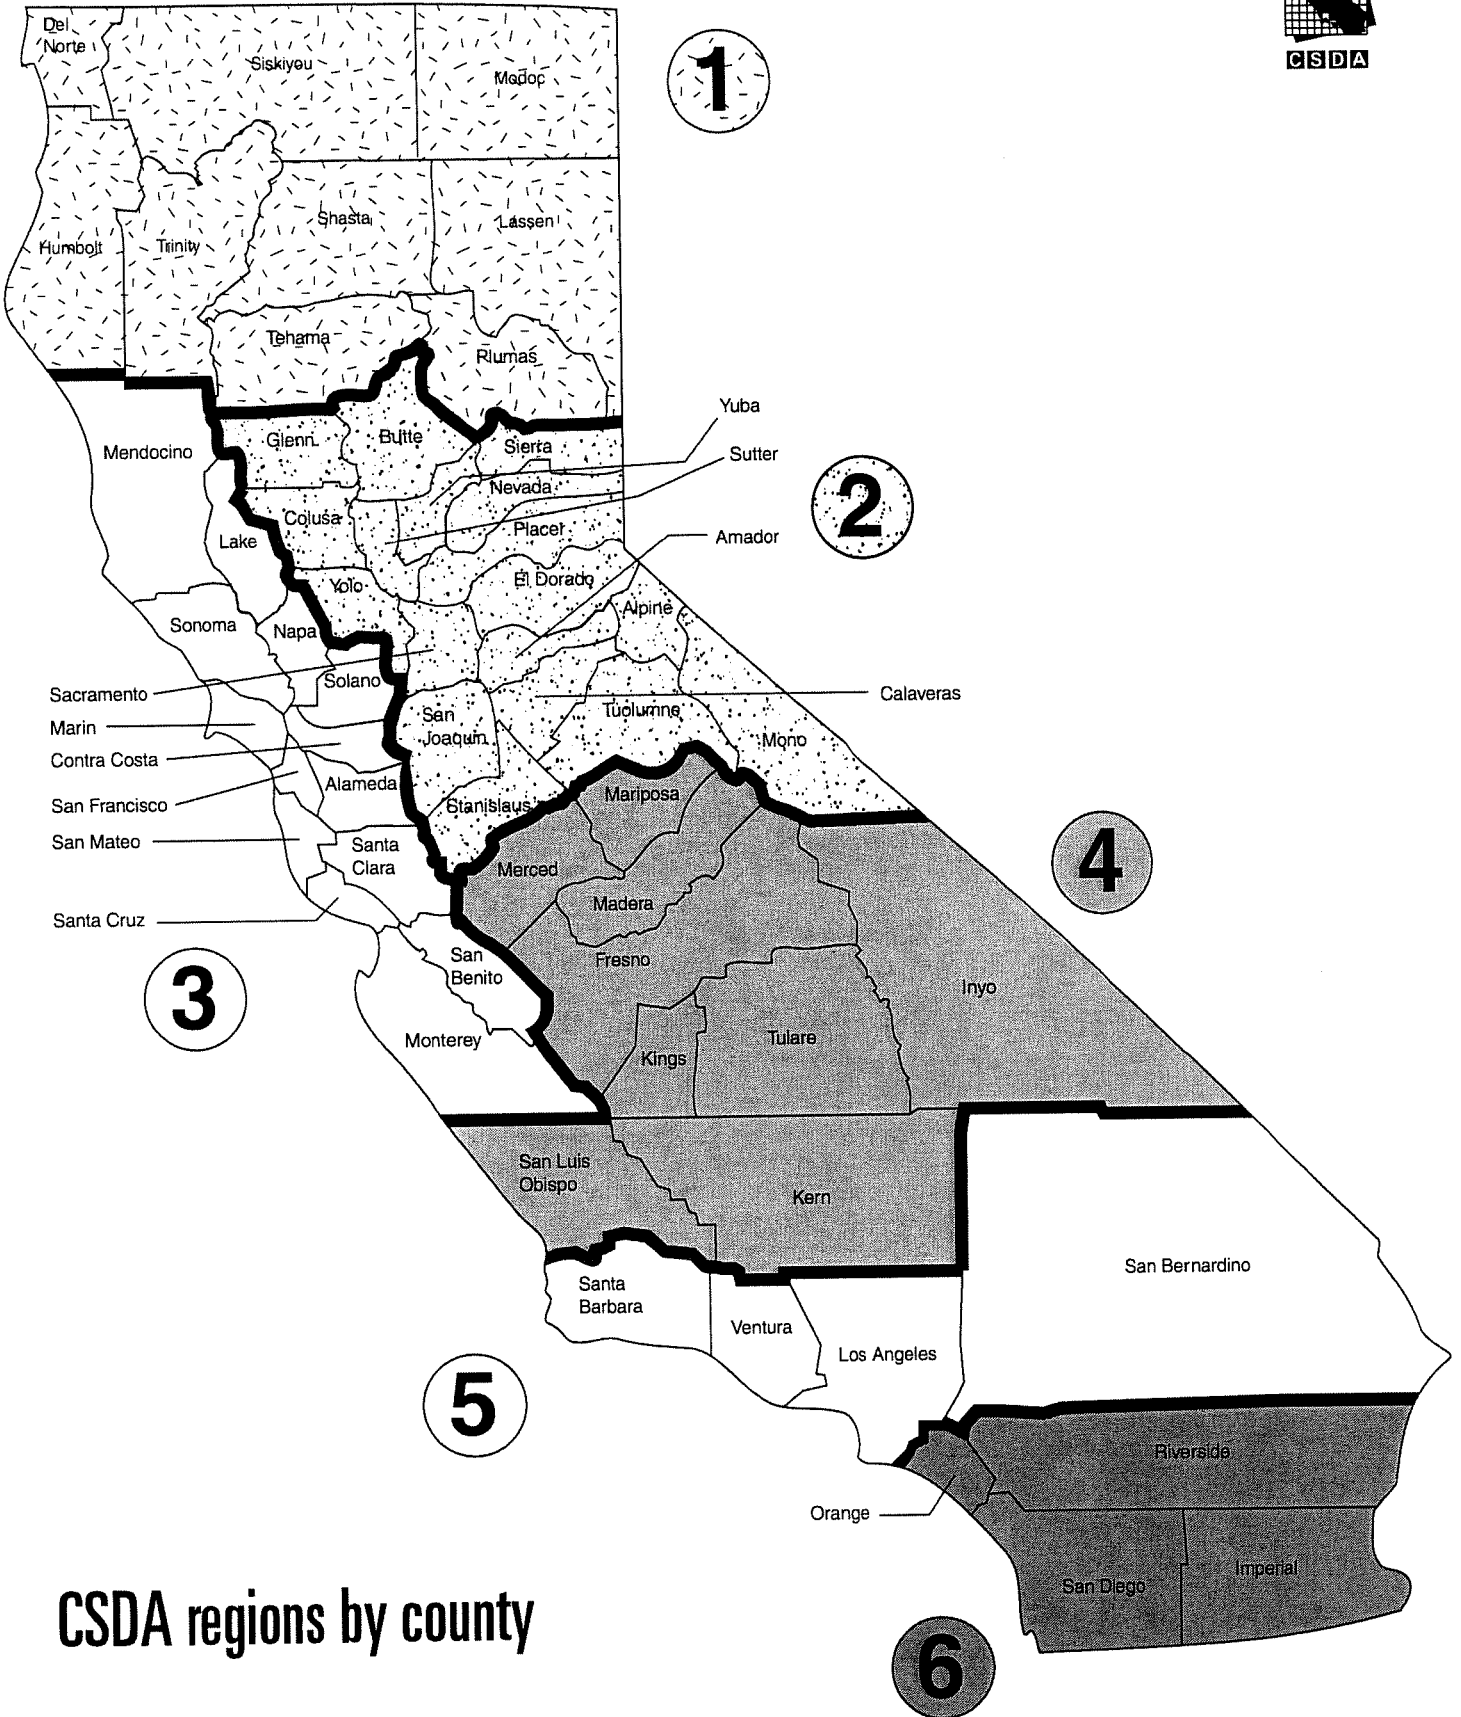 CSDA
Del
Norte
Siskiyou
Modoc
1
Humbolt
Trinity
Shasta
Lassen
Tehama
Plumas
Yuba
Mendocino
Glenn
Butte
Sierra
Sutter
Nevada
2
Colusa
Placer
Lake
Amador
Yolo
El Dorado
Alpine
Sonoma
Napa
Sacramento
Solano
Calaveras
Marin
San
Joaquin
Tuolumne
Mono
Contra Costa
Alameda
San Francisco
Stanislaus
Mariposa
San Mateo
Santa
Clara
Merced
4
Madera
Santa Cruz
3
San
Benito
Fresno
Inyo
Monterey
Kings
Tulare
San Luis
Obispo
Kern
San Bernardino
Santa
Barbara
Ventura
Los Angeles
5
Riverside
Orange
San Diego
Imperial
CSDA regions by county
6